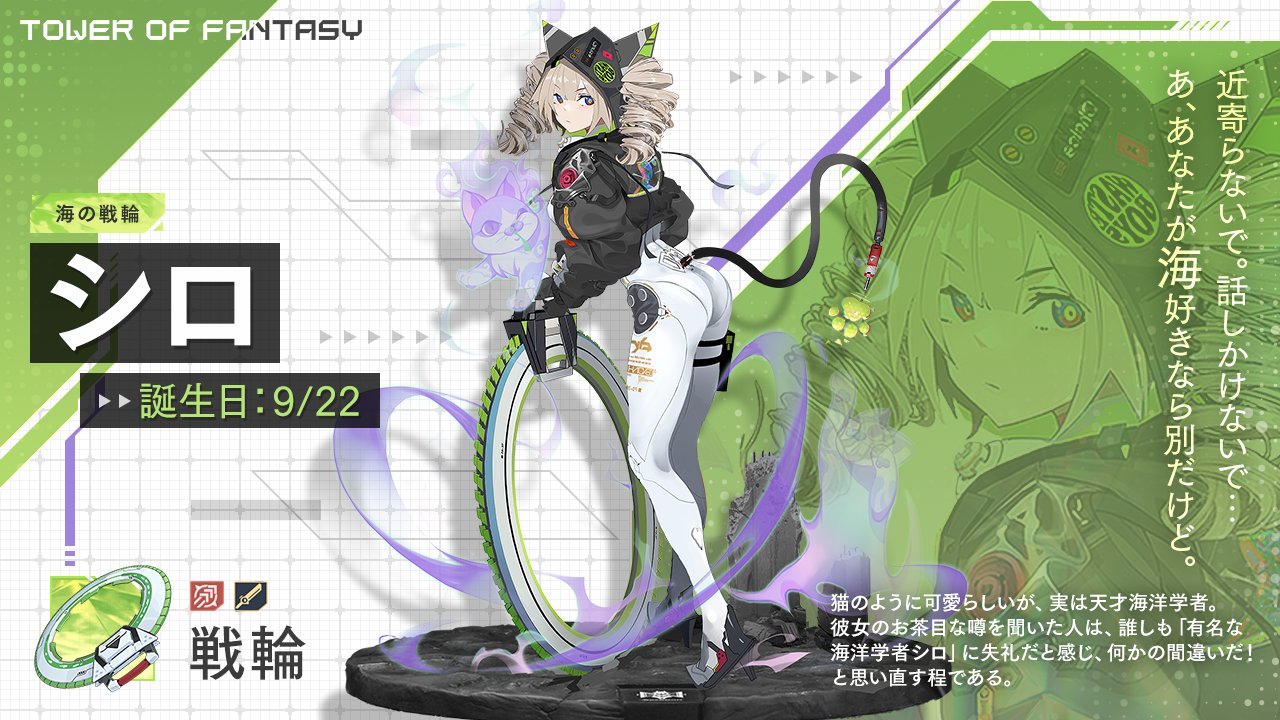 TOWER OF FANTASY
海の戦輪
シロ
誕生日：9/22
戦輪
近寄らないで。話しかけないで…
あ、あなたが海好きなら別だけど。
猫のように可愛らしいが、実は天才海洋学者。
彼女のお茶目な噂を聞いた人は、誰しも「有名な
海洋学者シロ」に失礼だと感じ、何かの間違いだ！
と思い直す程である。